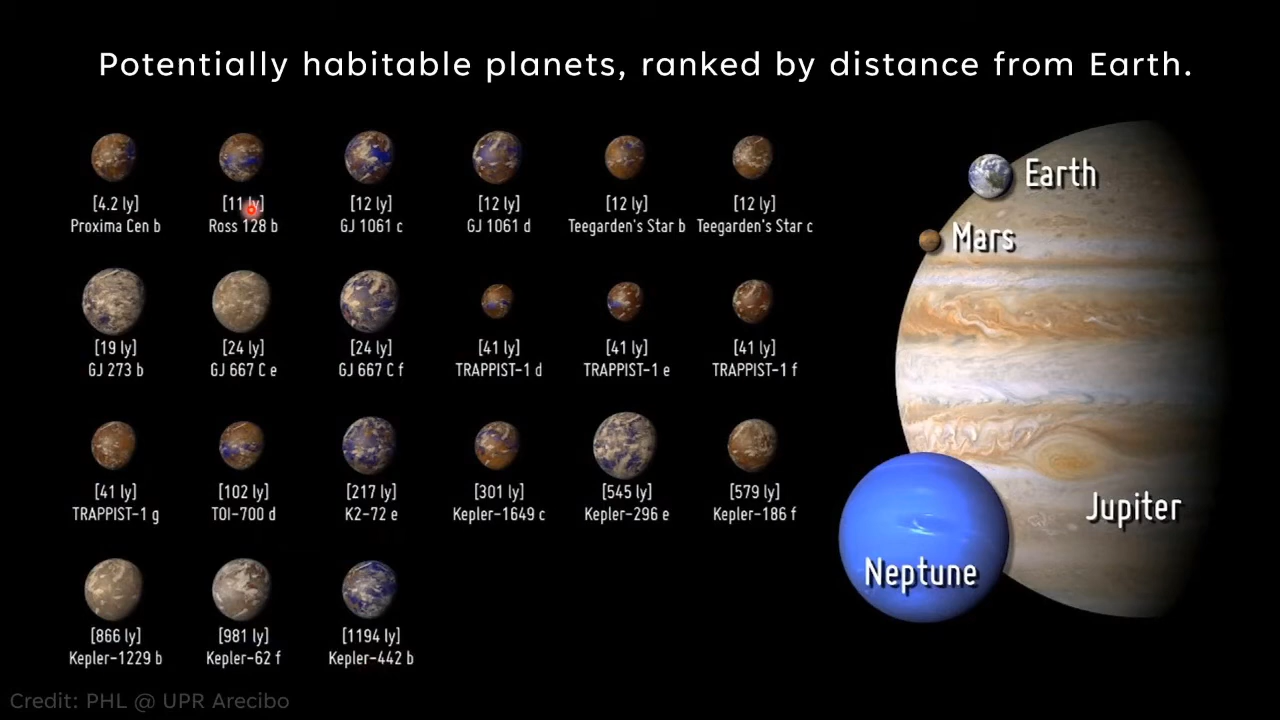 Potentially habitable planets, ranked by distance from Earth.
[4.2 ly]
Proxima Cen b
[11 ly]
Ross 128 b
[12 ly]
GJ 1061 c
[12 ly]
GJ 1061 d
[12 ly]
Teegarden's Star b
[12 ly]
Teegarden's Star c
[19 ly]
GJ 273 b
[24 ly]
GJ 667 C e
[24 ly]
GJ 667 C f
[41 ly]
TRAPPIST-1 d
[41 ly]
TRAPPIST-1 e
[41 ly]
TRAPPIST-1 f
[41 ly]
TRAPPIST-1 g
[102 ly]
TOI-700 d
[217 ly]
K2-72 e
[301 ly]
Kepler-1649 c
[545 ly]
Kepler-296 e
[579 ly]
Kepler-186 f
[866 ly]
Kepler-1229 b
[981 ly]
Kepler-62 f
[1194 ly]
Kepler-442 b
Earth
Mars
Jupiter
Neptune
Credit: PHL @ UPR Arecibo